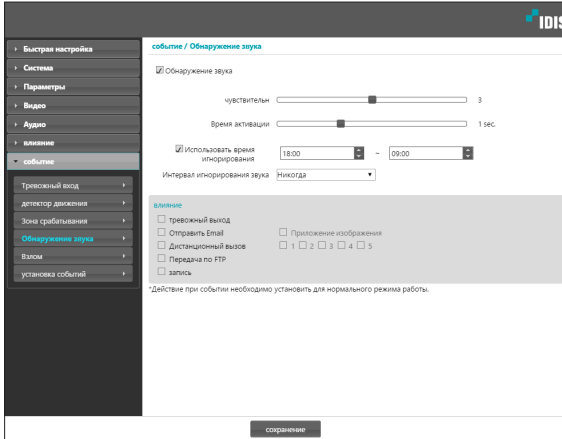 IDIS
Быстрая настройка
Система
Параметры
Видео
Аудио
влияние
событие
Тревожный вход
детектор движения
Зона срабатывания
Обнаружение звука
Взлом
установка событий
событие / Обнаружение звука
Обнаружение звука
чувствительн 3
Время активации 1 sec.
Использовать время
игнорирования 18:00 ~ 09:00
Интервал игнорирования звука Никогда
влияние
тревожный выход
Отправить Email Приложение изображения
Дистанционный вызов 1 2 3 4 5
Передача по FTP
запись
*Действие при событии необходимо установить для нормального режима работы.
сохранение